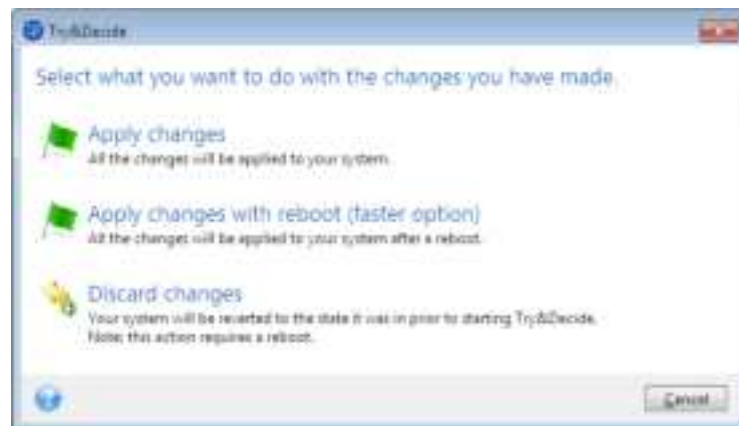 Try&Decide
Select what you want to do with the changes you have made.
Apply changes
All the changes will be applied to your system.
Apply changes with reboot (faster option)
All the changes will be applied to your system after a reboot.
Discard changes
Your system will be reverted to the state it was in prior to starting Try&Decide.
Note: this action requires a reboot.
Cancel